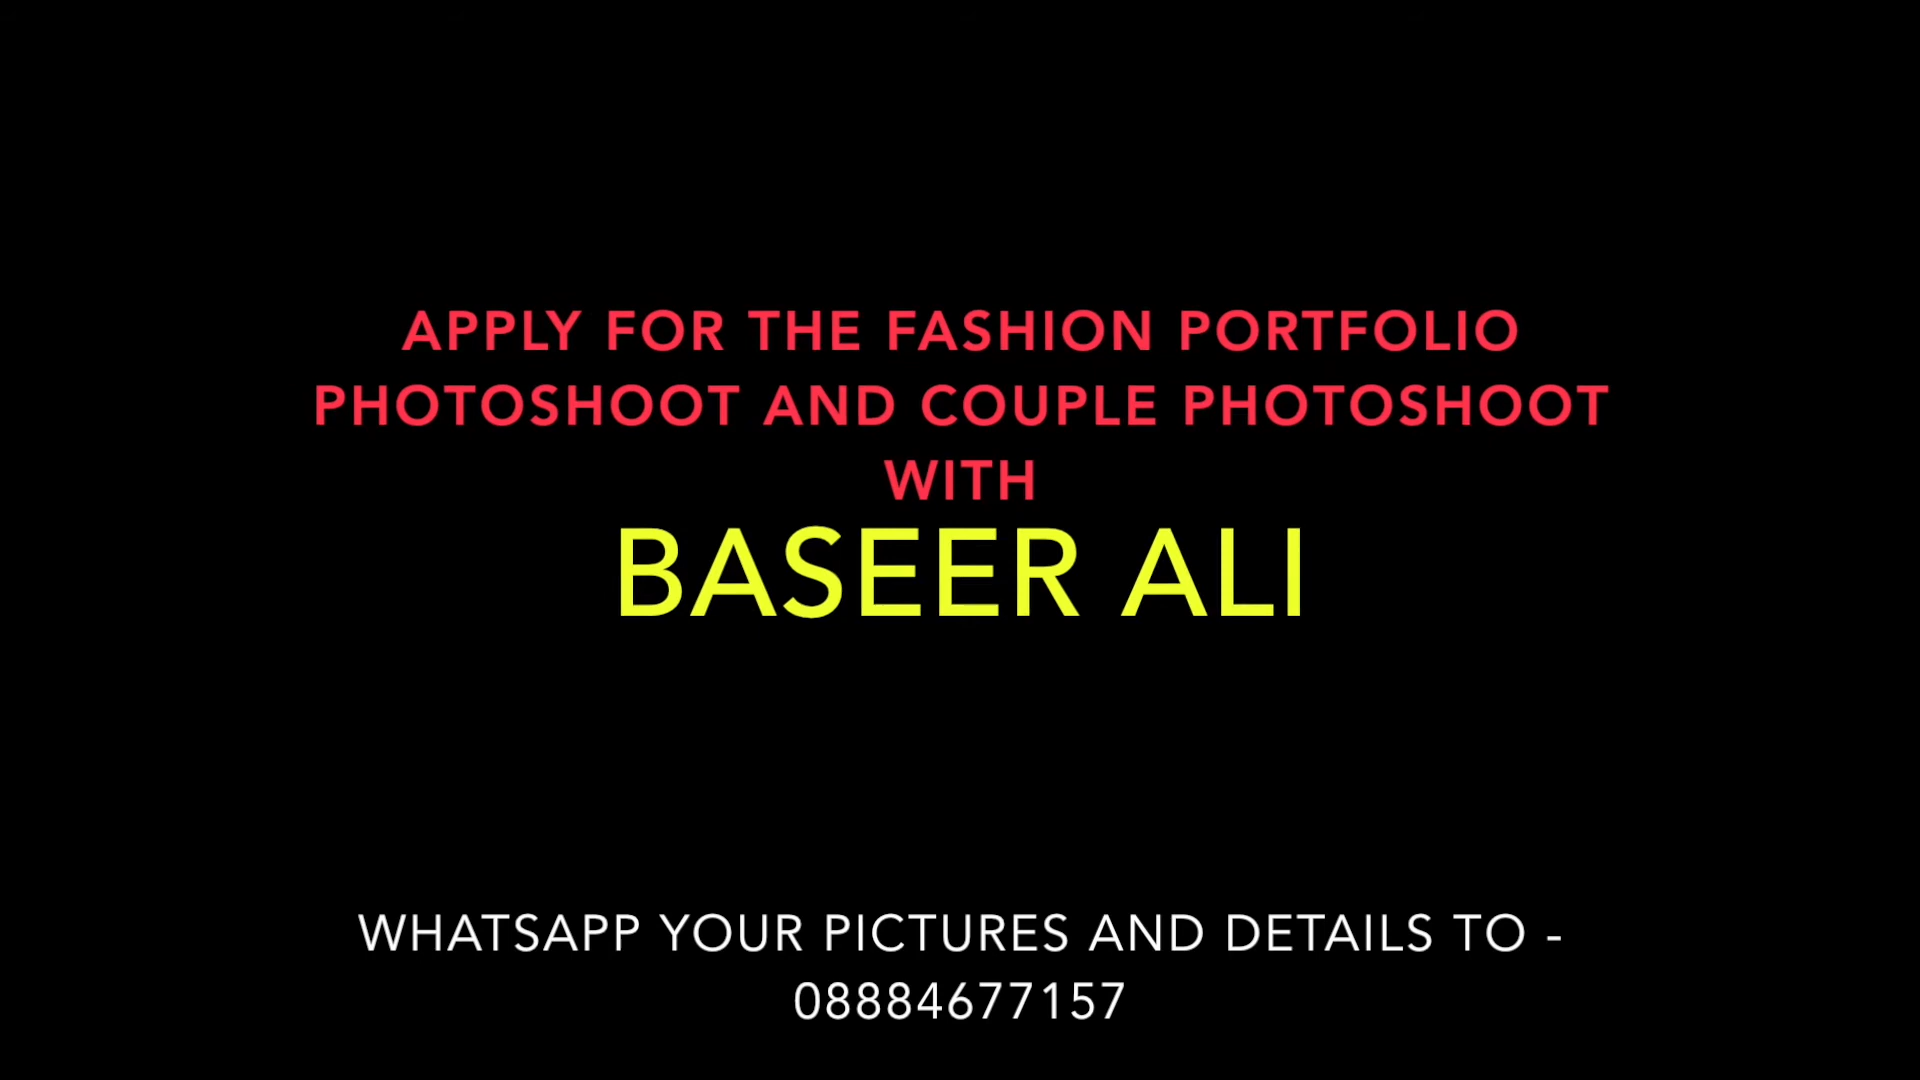 APPLY FOR THE FASHION PORTFOLIO
PHOTOSHOOT AND COUPLE PHOTOSHOOT
WITH
BASEER ALI
WHATSAPP YOUR PICTURES AND DETAILS TO -
08884677157